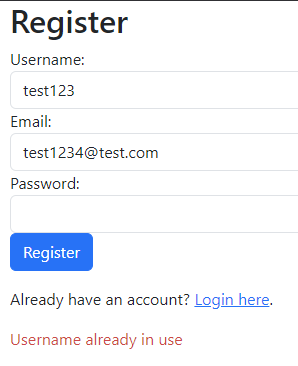 Register
Username:
test123
Email:
test1234@test.com
Password:
Register
Already have an account? Login here.
Username already in use